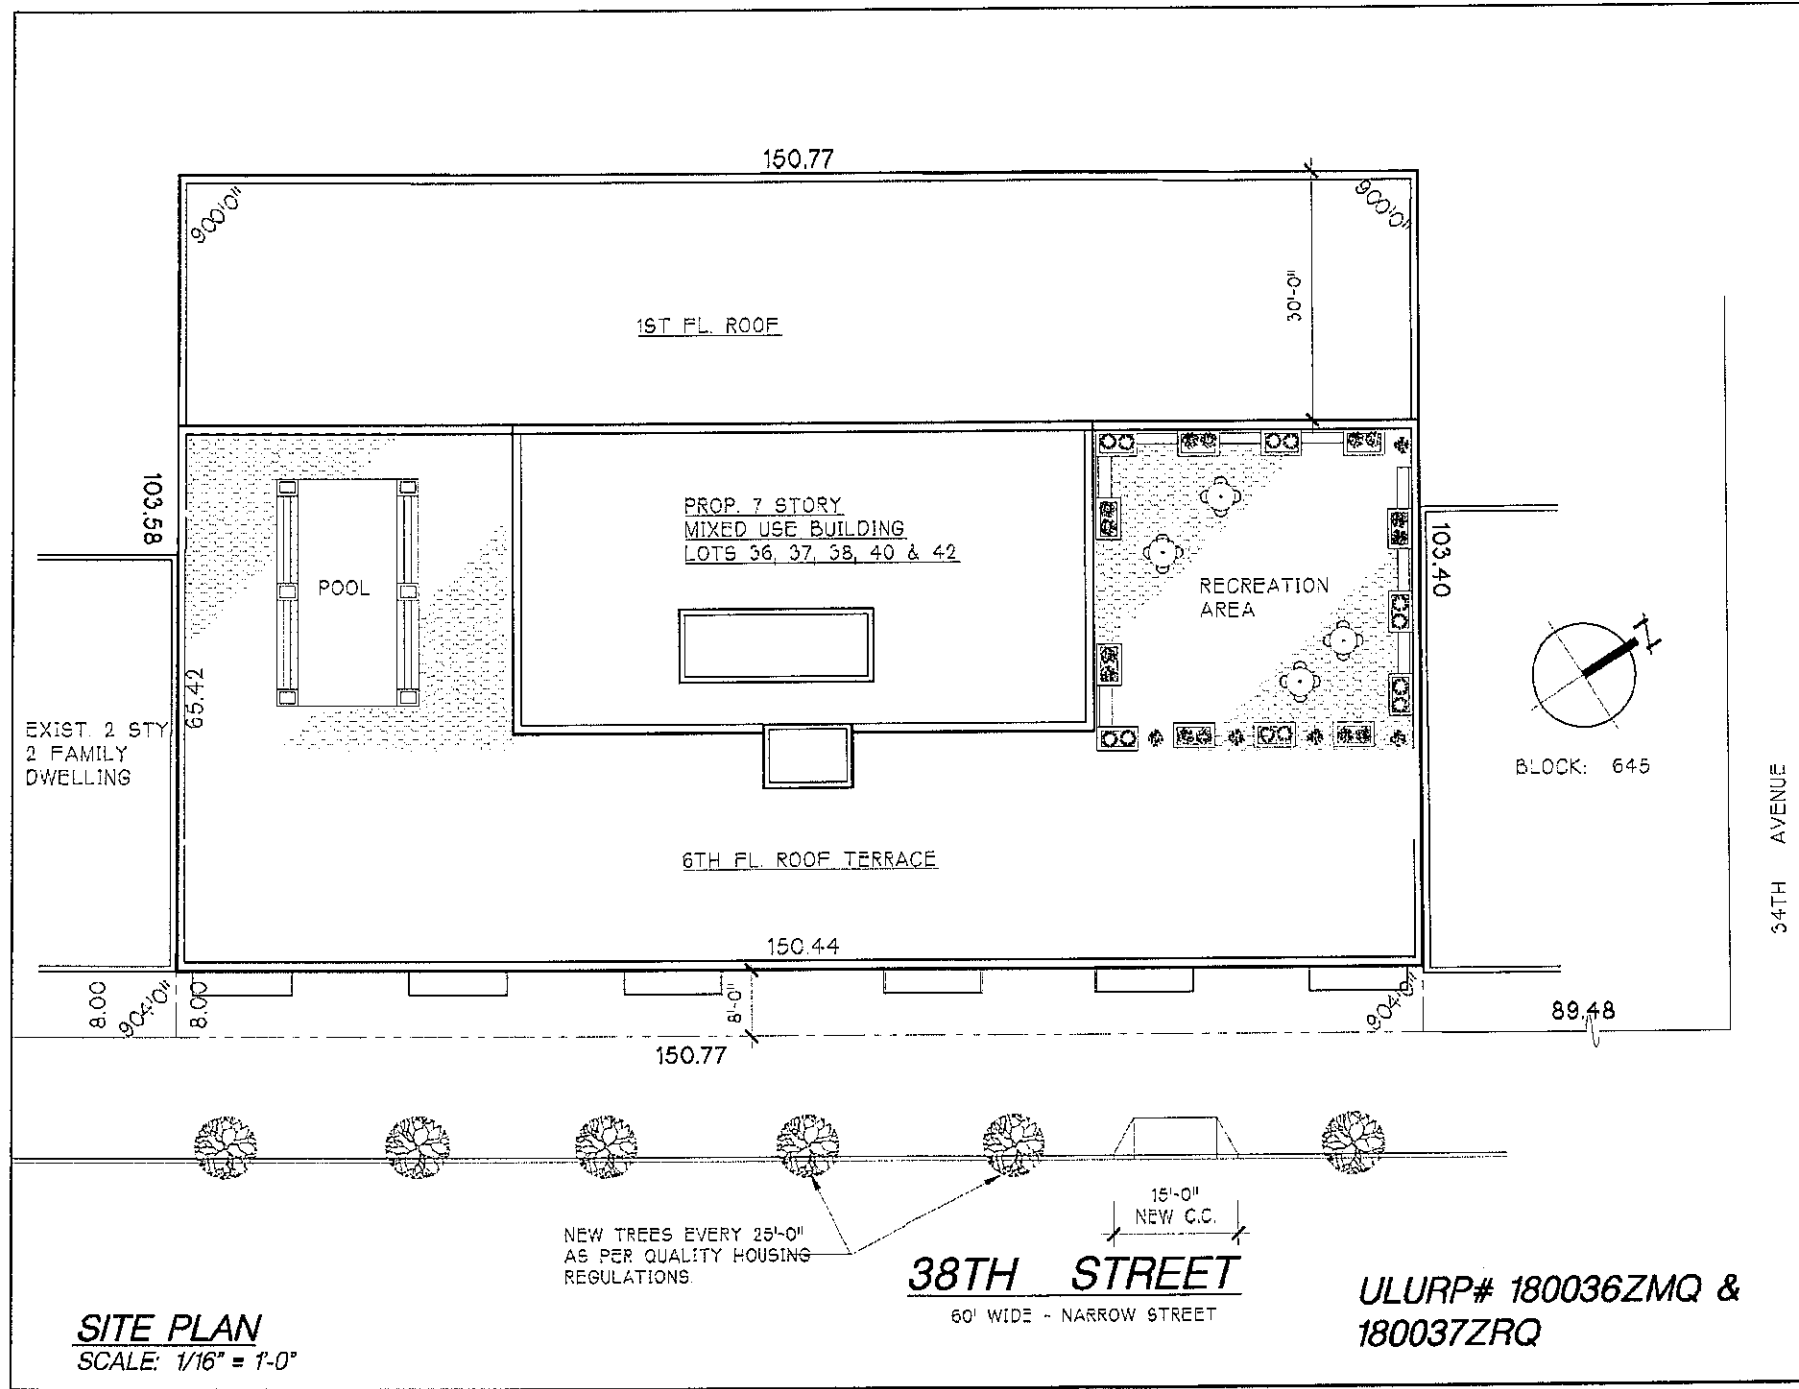 150.77
90°0'0"
90°0'0"
30'-0"
1ST FL. ROOF
103.58
PROP. 7 STORY
MIXED USE BUILDING
LOTS 36, 37, 38, 40 & 42
POOL
RECREATION
AREA
103.40
65.42
N
EXIST. 2 STY
2 FAMILY
DWELLING
BLOCK: 645
34TH AVENUE
6TH FL. ROOF TERRACE
150.44
8.00
90°4'0"
8.00
8'-0"
90°4'0"
89.48
150.77
NEW TREES EVERY 25'-0"
AS PER QUALITY HOUSING
REGULATIONS.
15'-0"
NEW C.C.
38TH STREET
60' WIDE - NARROW STREET
SITE PLAN
SCALE: 1/16" = 1'-0"
ULURP# 180036ZMQ &
180037ZRQ